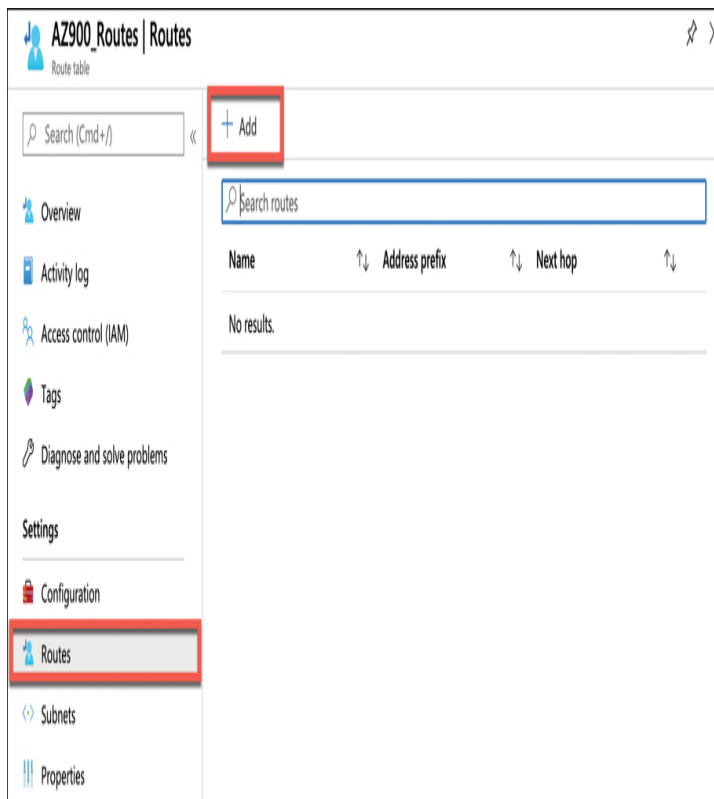 AZ900_Routes | Routes
Route table
Search (Cmd+/)
«
+ Add
Overview
Activity log
Access control (IAM)
Tags
Diagnose and solve problems
Settings
Configuration
Routes
Subnets
Properties
Search routes
Name ↑↓ Address prefix ↑↓ Next hop ↑↓
No results.